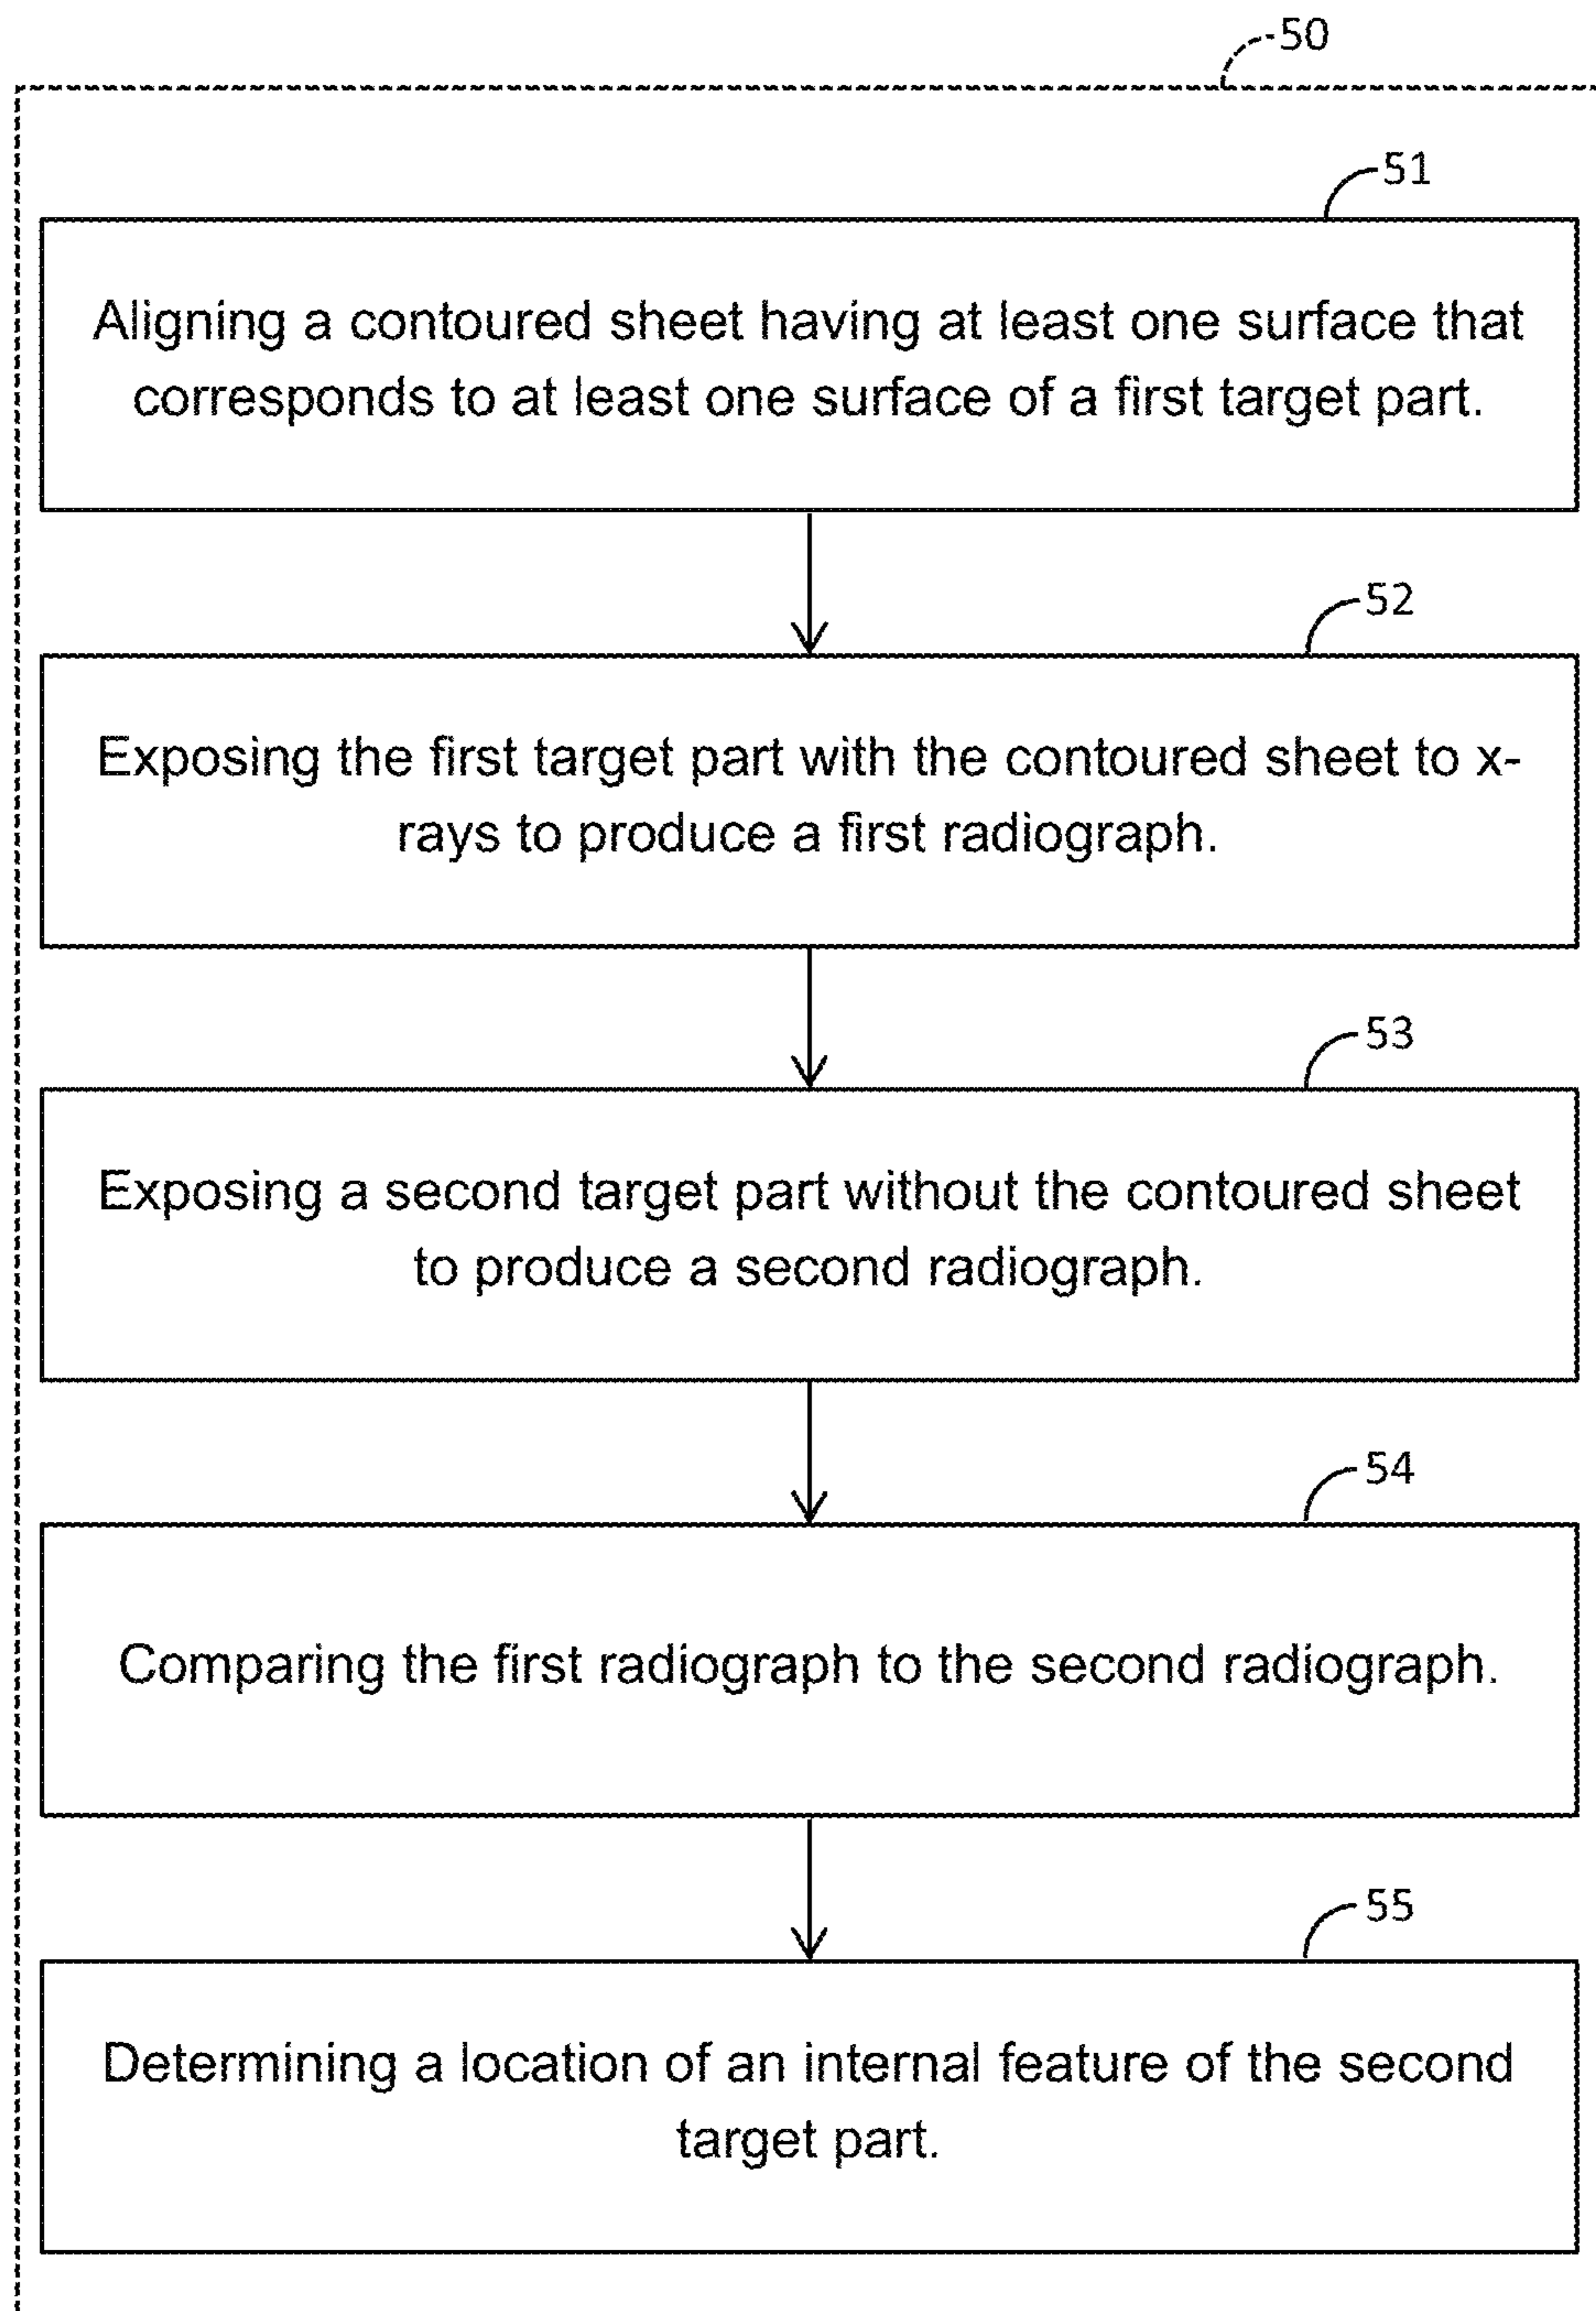 50
51
Aligning a contoured sheet having at least one surface that
corresponds to at least one surface of a first target part.
52
Exposing the first target part with the contoured sheet to x-
rays to produce a first radiograph.
53
Exposing a second target part without the contoured sheet
to produce a second radiograph.
54
Comparing the first radiograph to the second radiograph.
55
Determining a location of an internal feature of the second
target part.